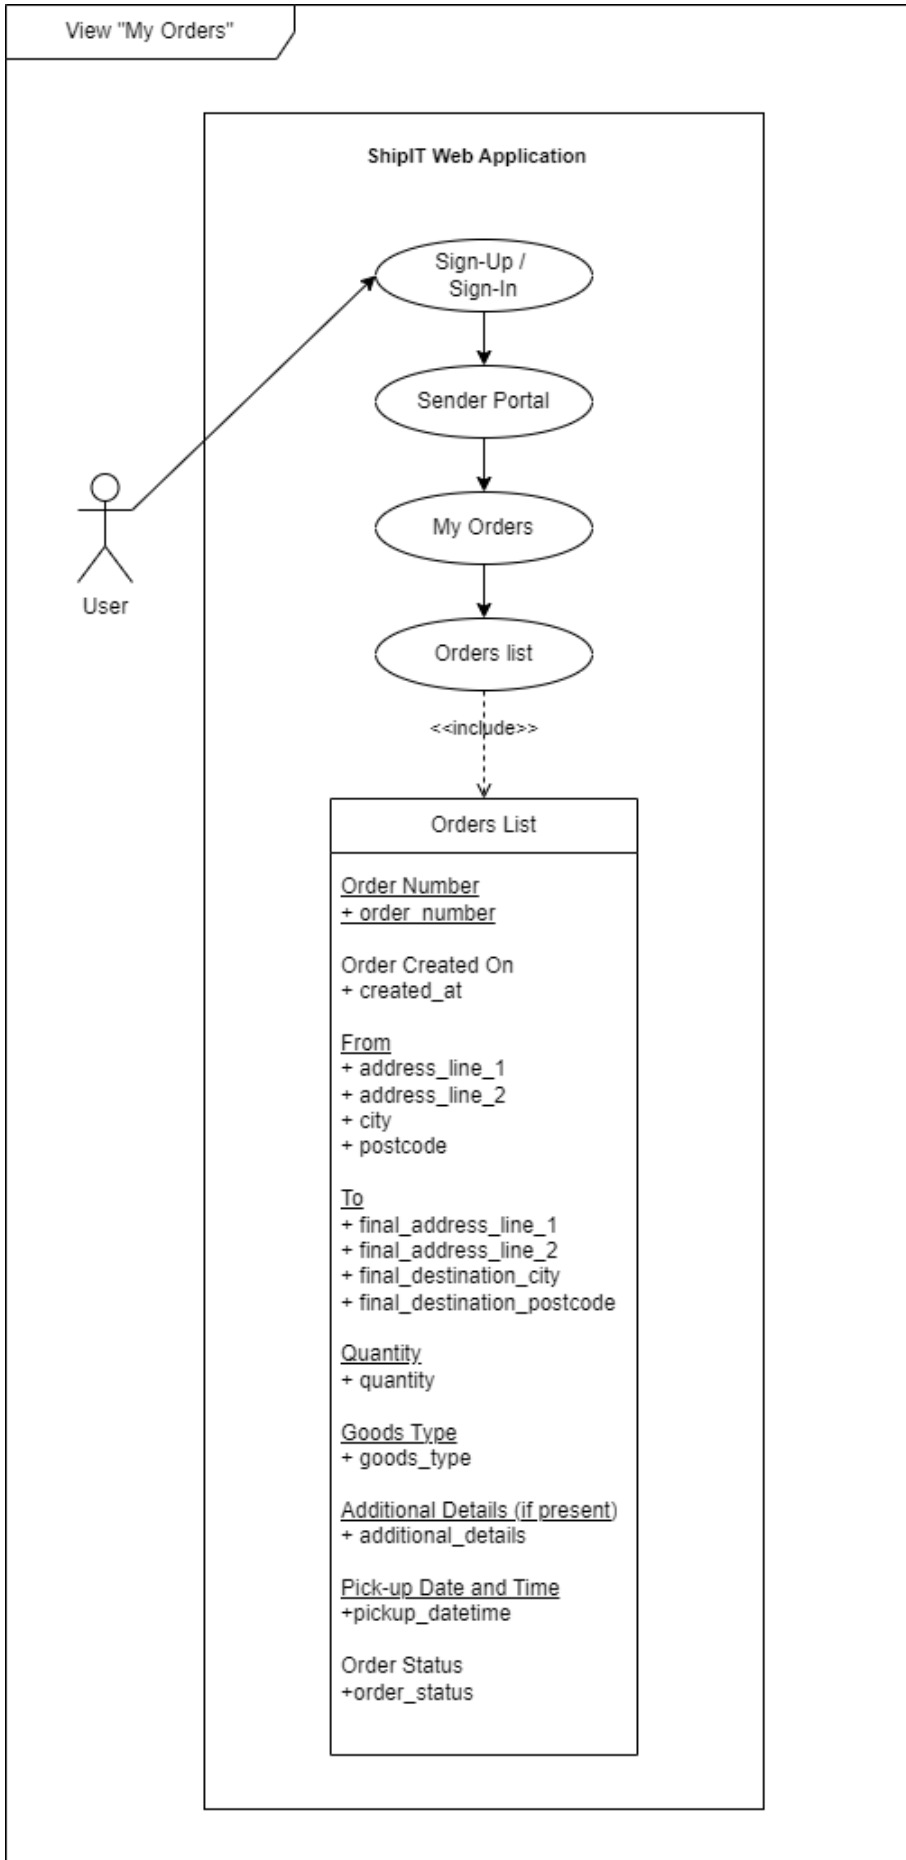 View "My Orders"
ShipIT Web Application
Sign-Up /
Sign-In
Sender Portal
My Orders
User
Orders list
<<include>>
Orders List
Order Number
+ order_number
Order Created On
+ created_at
From
+ address_line_1
+ address_line_2
+ city
+ postcode
To
+ final_address_line_1
+ final_address_line_2
+ final_destination_city
+ final_destination_postcode
Quantity
+ quantity
Goods Type
+ goods_type
Additional Details (if present)
+ additional_details
Pick-up Date and Time
+pickup_datetime
Order Status
+order_status